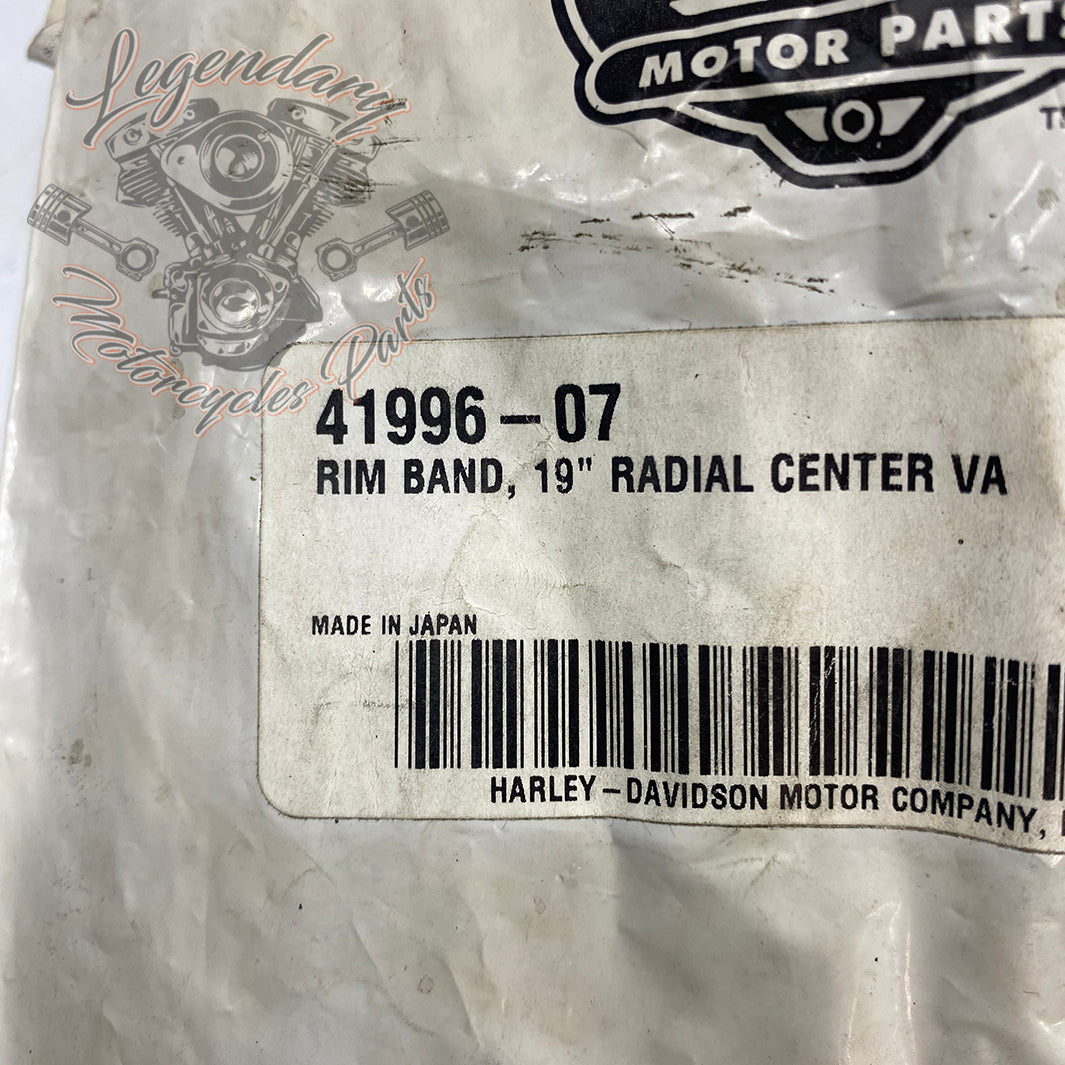 Legendary
Motorcycles Parts
MOTOR PARTS
41996-07
RIM BAND, 19" RADIAL CENTER VA
MADE IN JAPAN
HARLEY-DAVIDSON MOTOR COMPANY,